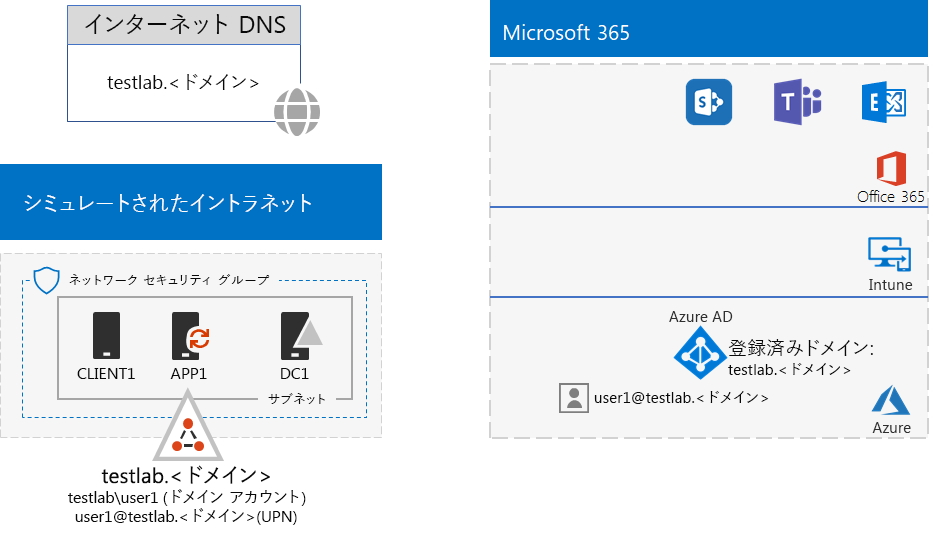 インターネット DNS
testlab.<ドメイン>
シミュレートされたイントラネット
ネットワーク セキュリティ グループ
CLIENT1
APP1
DC1
サブネット
testlab.<ドメイン>
testlab\user1 (ドメイン アカウント)
user1@testlab.<ドメイン>(UPN)
Microsoft 365
S
T
E
Office 365
Intune
Azure AD
登録済みドメイン:
testlab.<ドメイン>
user1@testlab.<ドメイン>
Azure